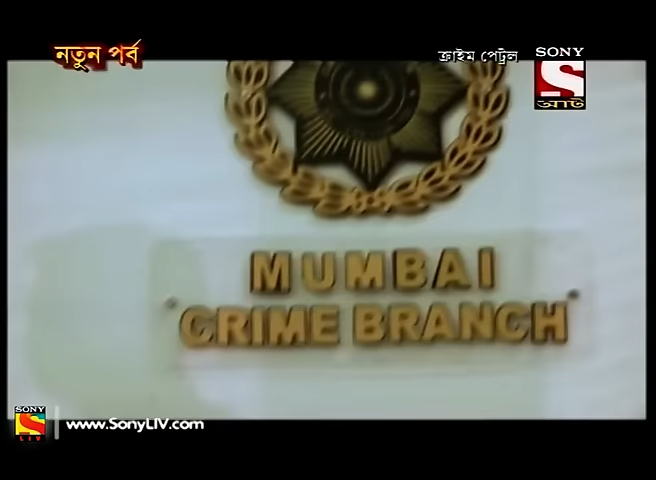 নতুন পর্ব
ক্রাইম পেট্রল
SONY
S
আট
MUMBAI
CRIME BRANCH
SONY
S
LIV
www.SonyLIV.com